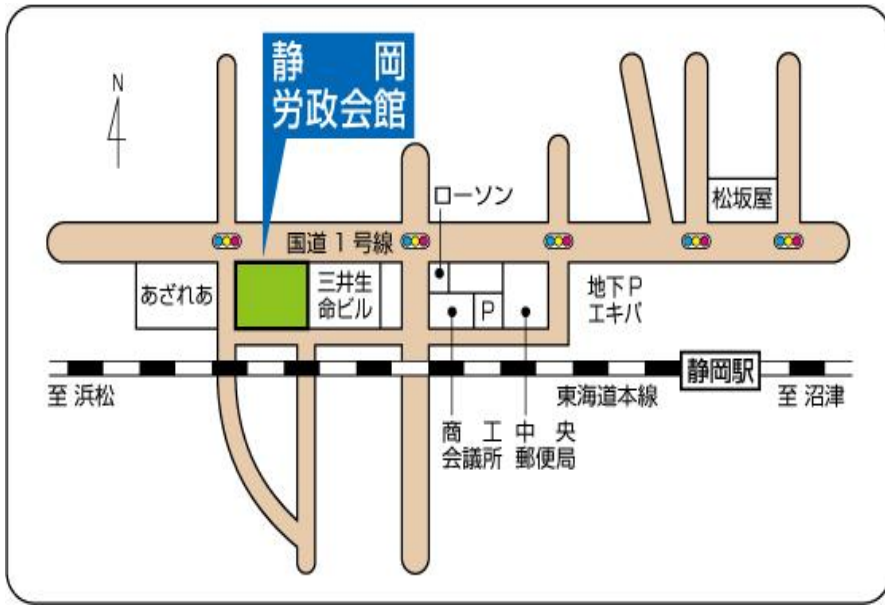 静 岡
労政会館
N
ローソン
松坂屋
国道1号線
あざれあ
三井生
命ビル
P
地下P
エキパ
静岡駅
至 浜松
東海道本線
至 沼津
商 工
会議所
中 央
郵便局